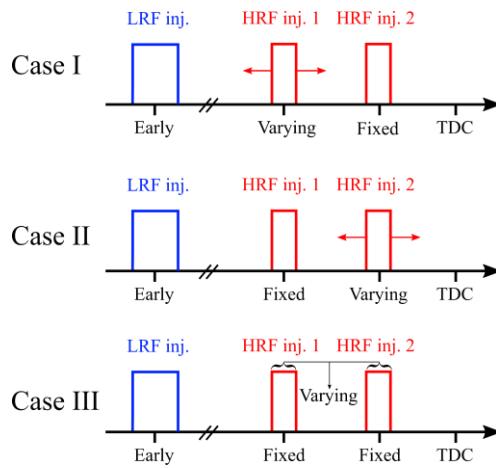 LRF inj. HRF inj. 1 HRF inj. 2
Case I
Early Varying Fixed TDC
LRF inj. HRF inj. 1 HRF inj. 2
Case II
Early Fixed Varying TDC
LRF inj. HRF inj. 1 HRF inj. 2
Varying
Case III
Early Fixed Fixed TDC